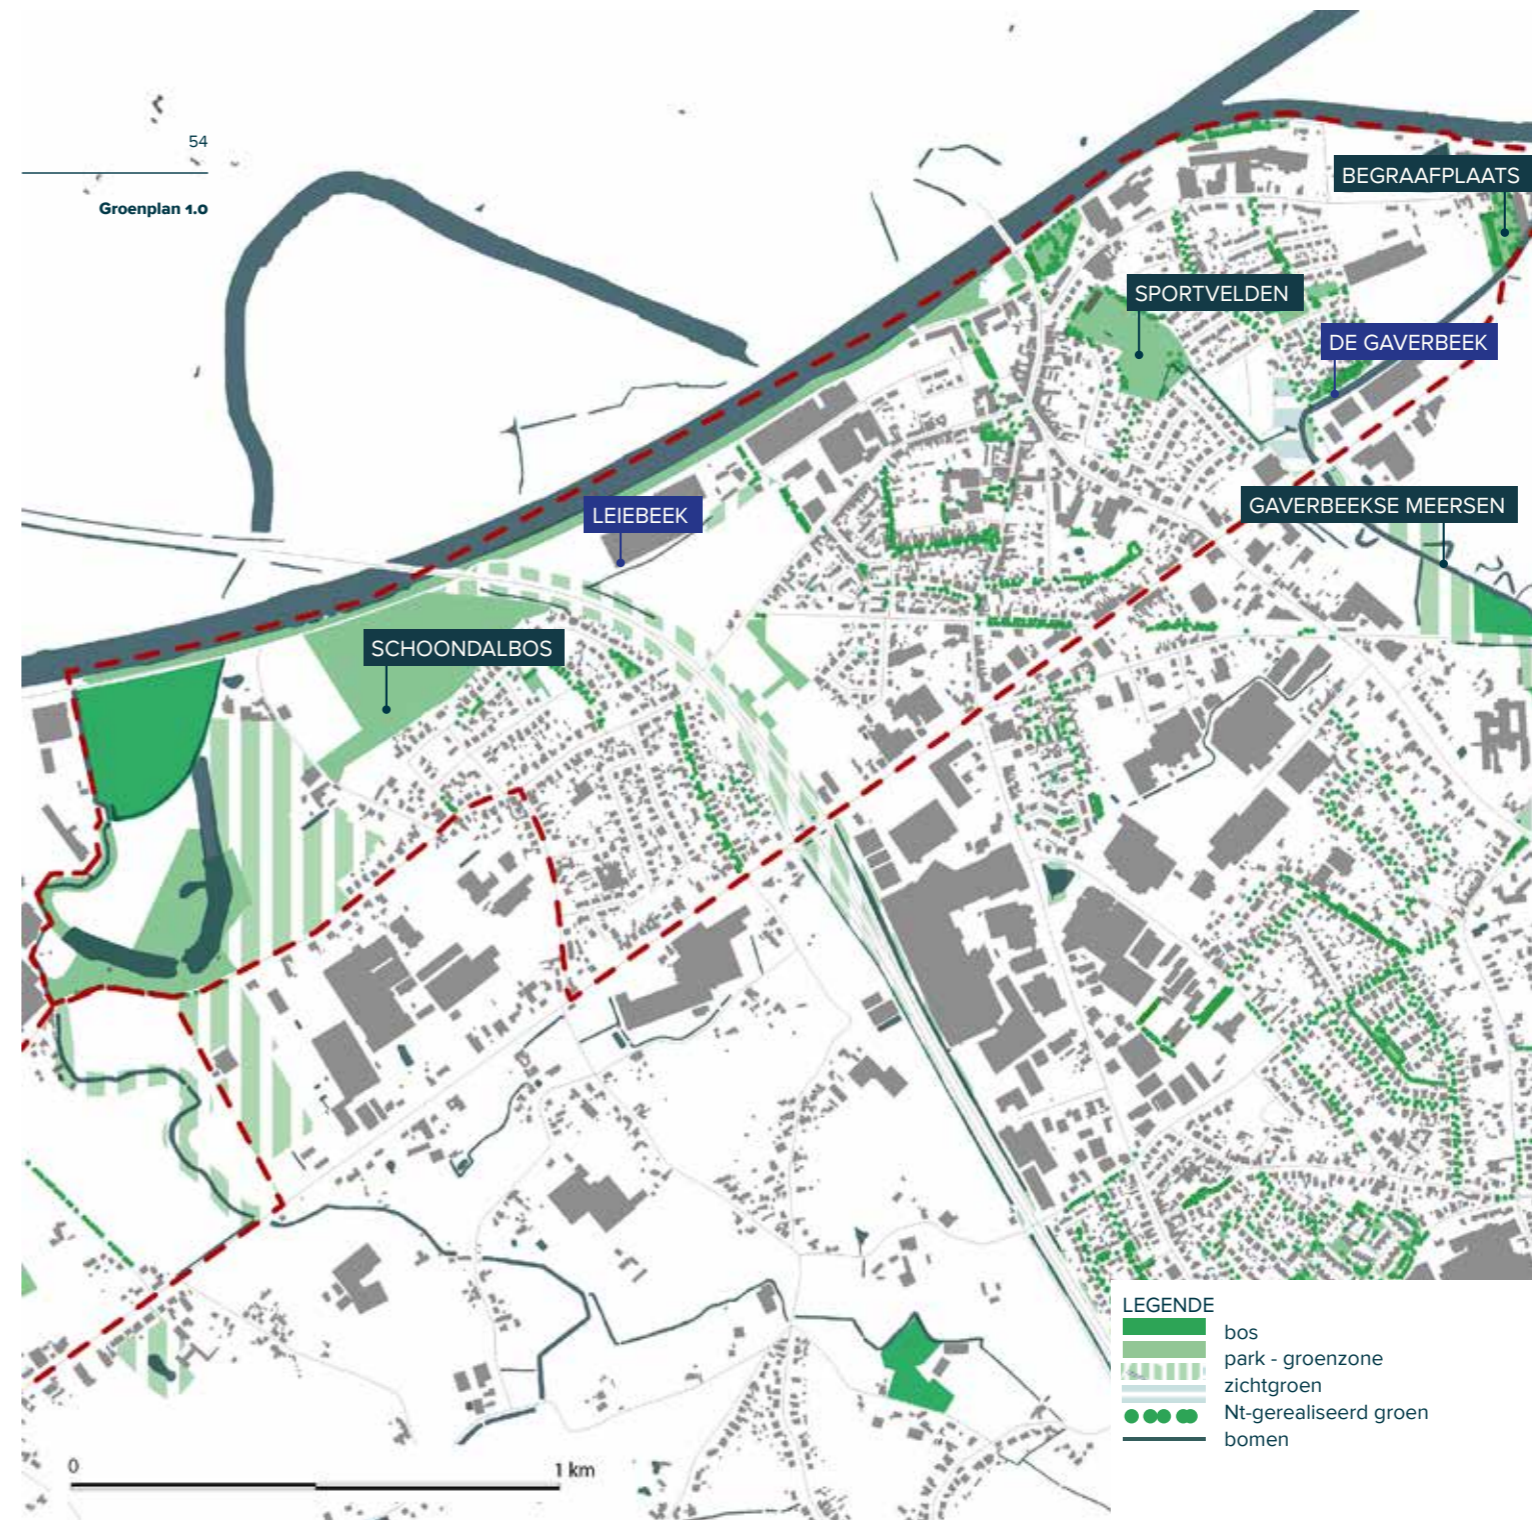 54
Groenplan 1.0
BEGRAAFPLAATS
SPORTVELDEN
DE GAVERBEEK
GAVERBEEKSE MEERSEN
LEIEBEEK
SCHOONDALBOS
LEGENDE
bos
park - groenzone
zichtgroen
Nt-gerealiseerd groen
bomen
0
1 km